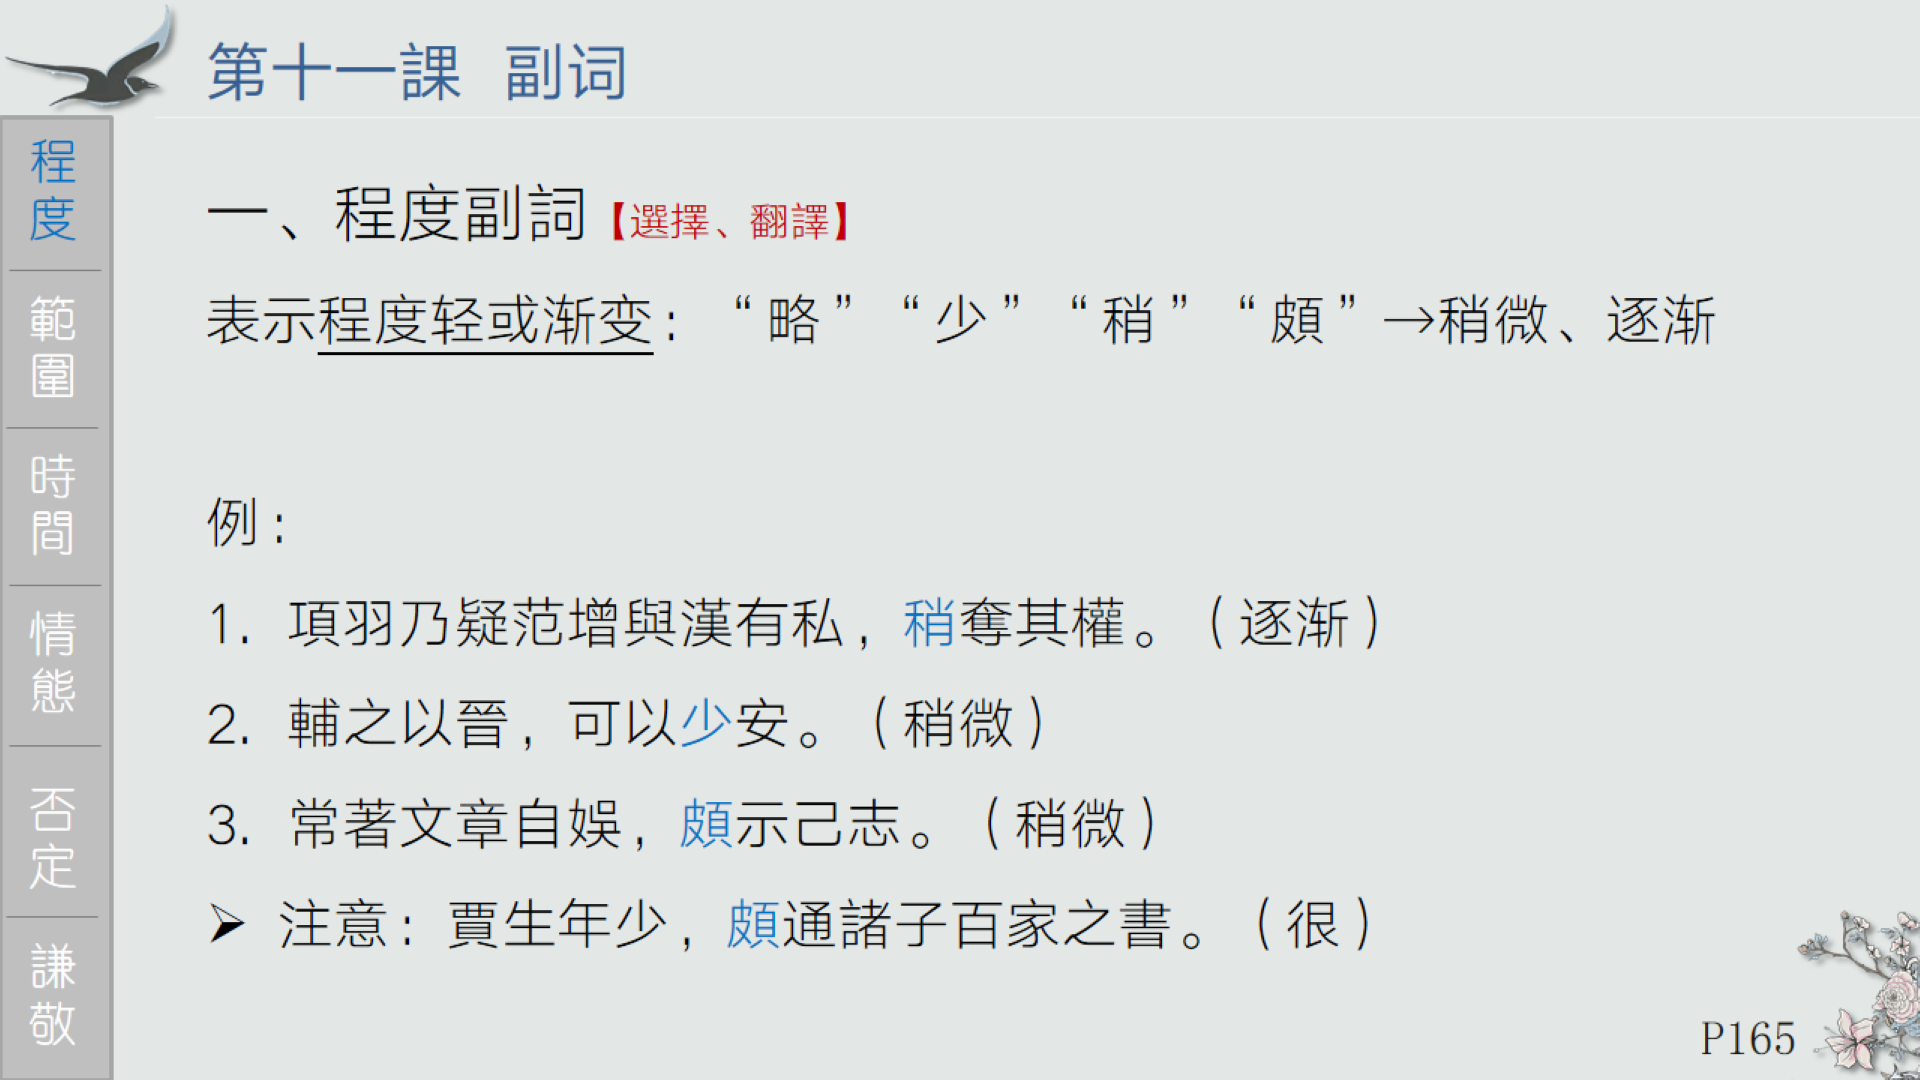 第十一課 副词
程度
範圍
時間
情態
否定
謙敬
一、程度副詞【選擇、翻譯】
表示程度轻或渐变：“略”“少”“稍”“頗”→稍微、逐渐
例：
1. 項羽乃疑范增與漢有私，稍奪其權。（逐渐）
2. 輔之以晉，可以少安。（稍微）
3. 常著文章自娛，頗示己志。（稍微）
➢ 注意：賈生年少，頗通諸子百家之書。（很）
P165